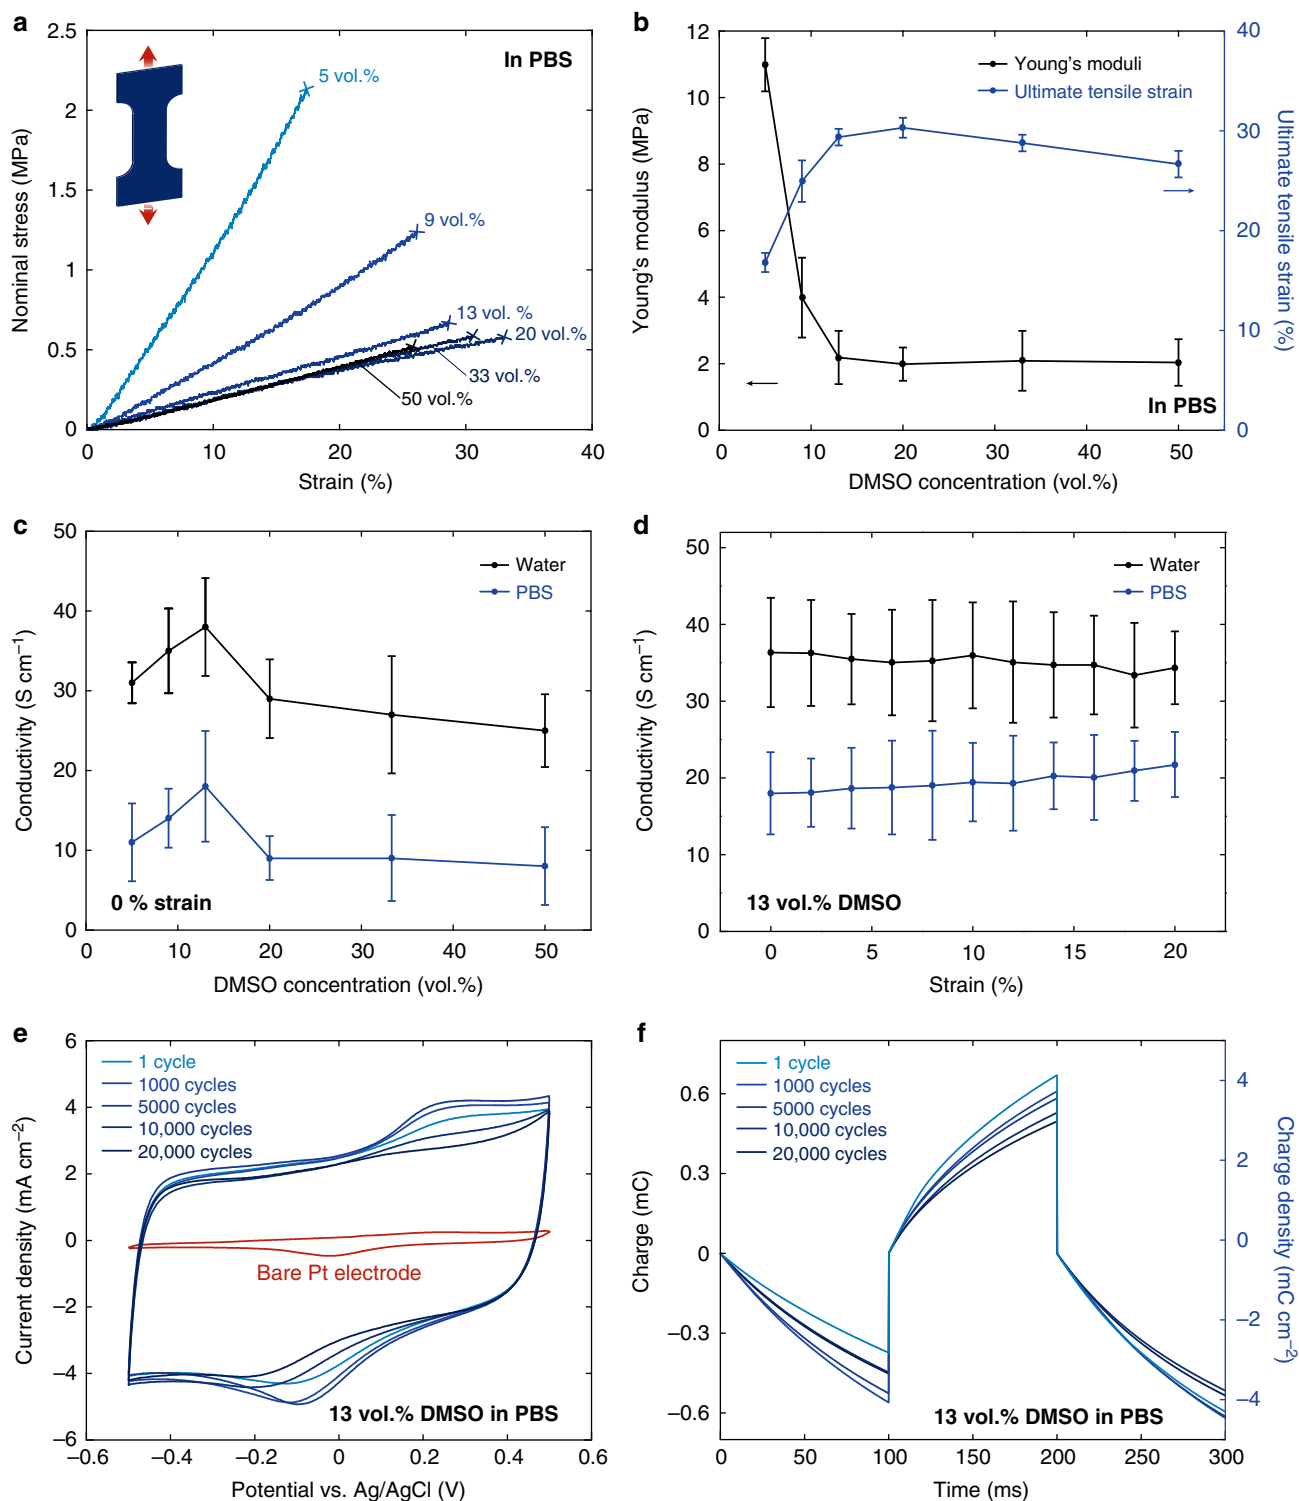 a
2.5
2
1.5
1
0.5
0
Nominal stress (MPa)
In PBS
5 vol.%
9 vol.%
13 vol. %
20 vol.%
33 vol.%
50 vol.%
0
10
20
30
40
Strain (%)
b
12
10
8
6
4
2
0
Young's modulus (MPa)
Young's moduli
Ultimate tensile strain
In PBS
40
30
20
10
0
Ultimate tensile strain (%)
0
10
20
30
40
50
DMSO concentration (vol.%)
c
50
40
30
20
10
0
Conductivity (S cm⁻¹)
Water
PBS
0 % strain
0
10
20
30
40
50
DMSO concentration (vol.%)
d
50
40
30
20
10
0
Conductivity (S cm⁻¹)
Water
PBS
13 vol.% DMSO
0
5
10
15
20
Strain (%)
e
6
4
2
0
−2
−4
−6
Current density (mA cm⁻²)
1 cycle
1000 cycles
5000 cycles
10,000 cycles
20,000 cycles
Bare Pt electrode
13 vol.% DMSO in PBS
−0.6
−0.4
−0.2
0
0.2
0.4
0.6
Potential vs. Ag/AgCl (V)
f
0.6
0.3
0
−0.3
−0.6
Charge (mC)
1 cycle
1000 cycles
5000 cycles
10,000 cycles
20,000 cycles
13 vol.% DMSO in PBS
4
2
0
−2
−4
Charge density (mC cm⁻²)
0
50
100
150
200
250
300
Time (ms)